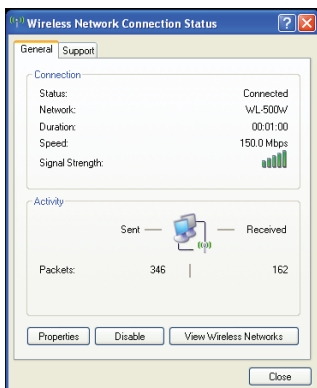 Wireless Network Connection Status
General Support
Connection
Status: Connected
Network: WL-500W
Duration: 00:01:00
Speed: 150.0 Mbps
Signal Strength:
Activity
Sent Received
Packets: 346 162
Properties Disable View Wireless Networks
Close